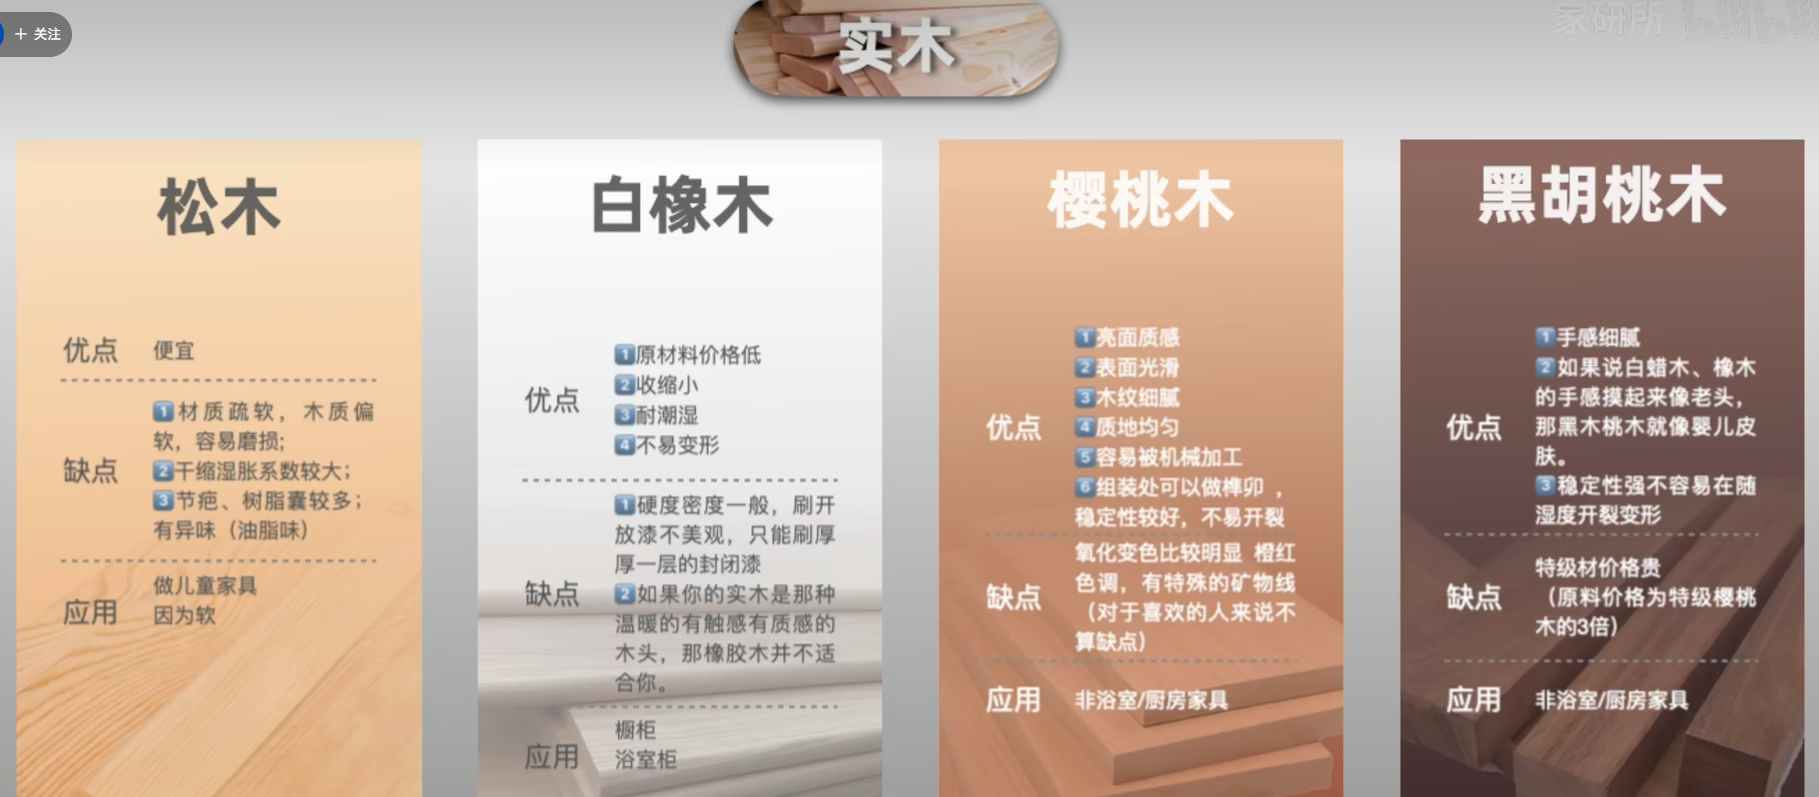 + 关注
实木
家研所 bilibili
松木
优点
便宜
缺点
1材质疏软，木质偏
软，容易磨损;
2干缩湿胀系数较大；
3节疤、树脂囊较多；
有异味（油脂味）
应用
做儿童家具
因为软
白橡木
优点
1原材料价格低
2收缩小
3耐潮湿
4不易变形
缺点
1硬度密度一般，刷开
放漆不美观，只能刷厚
厚一层的封闭漆
2如果你的实木是那种
温暖的有触感有质感的
木头，那橡胶木并不适
合你。
应用
橱柜
浴室柜
樱桃木
优点
1亮面质感
2表面光滑
3木纹细腻
4质地均匀
5容易被机械加工
6组装处可以做榫卯 ，
稳定性较好，不易开裂
缺点
氧化变色比较明显 橙红
色调，有特殊的矿物线
（对于喜欢的人来说不
算缺点）
应用
非浴室/厨房家具
黑胡桃木
优点
1手感细腻
2如果说白蜡木、橡木
的手感摸起来像老头，
那黑木桃木就像婴儿皮
肤。
3稳定性强不容易在随
湿度开裂变形
缺点
特级材价格贵
（原料价格为特级樱桃
木的3倍）
应用
非浴室/厨房家具